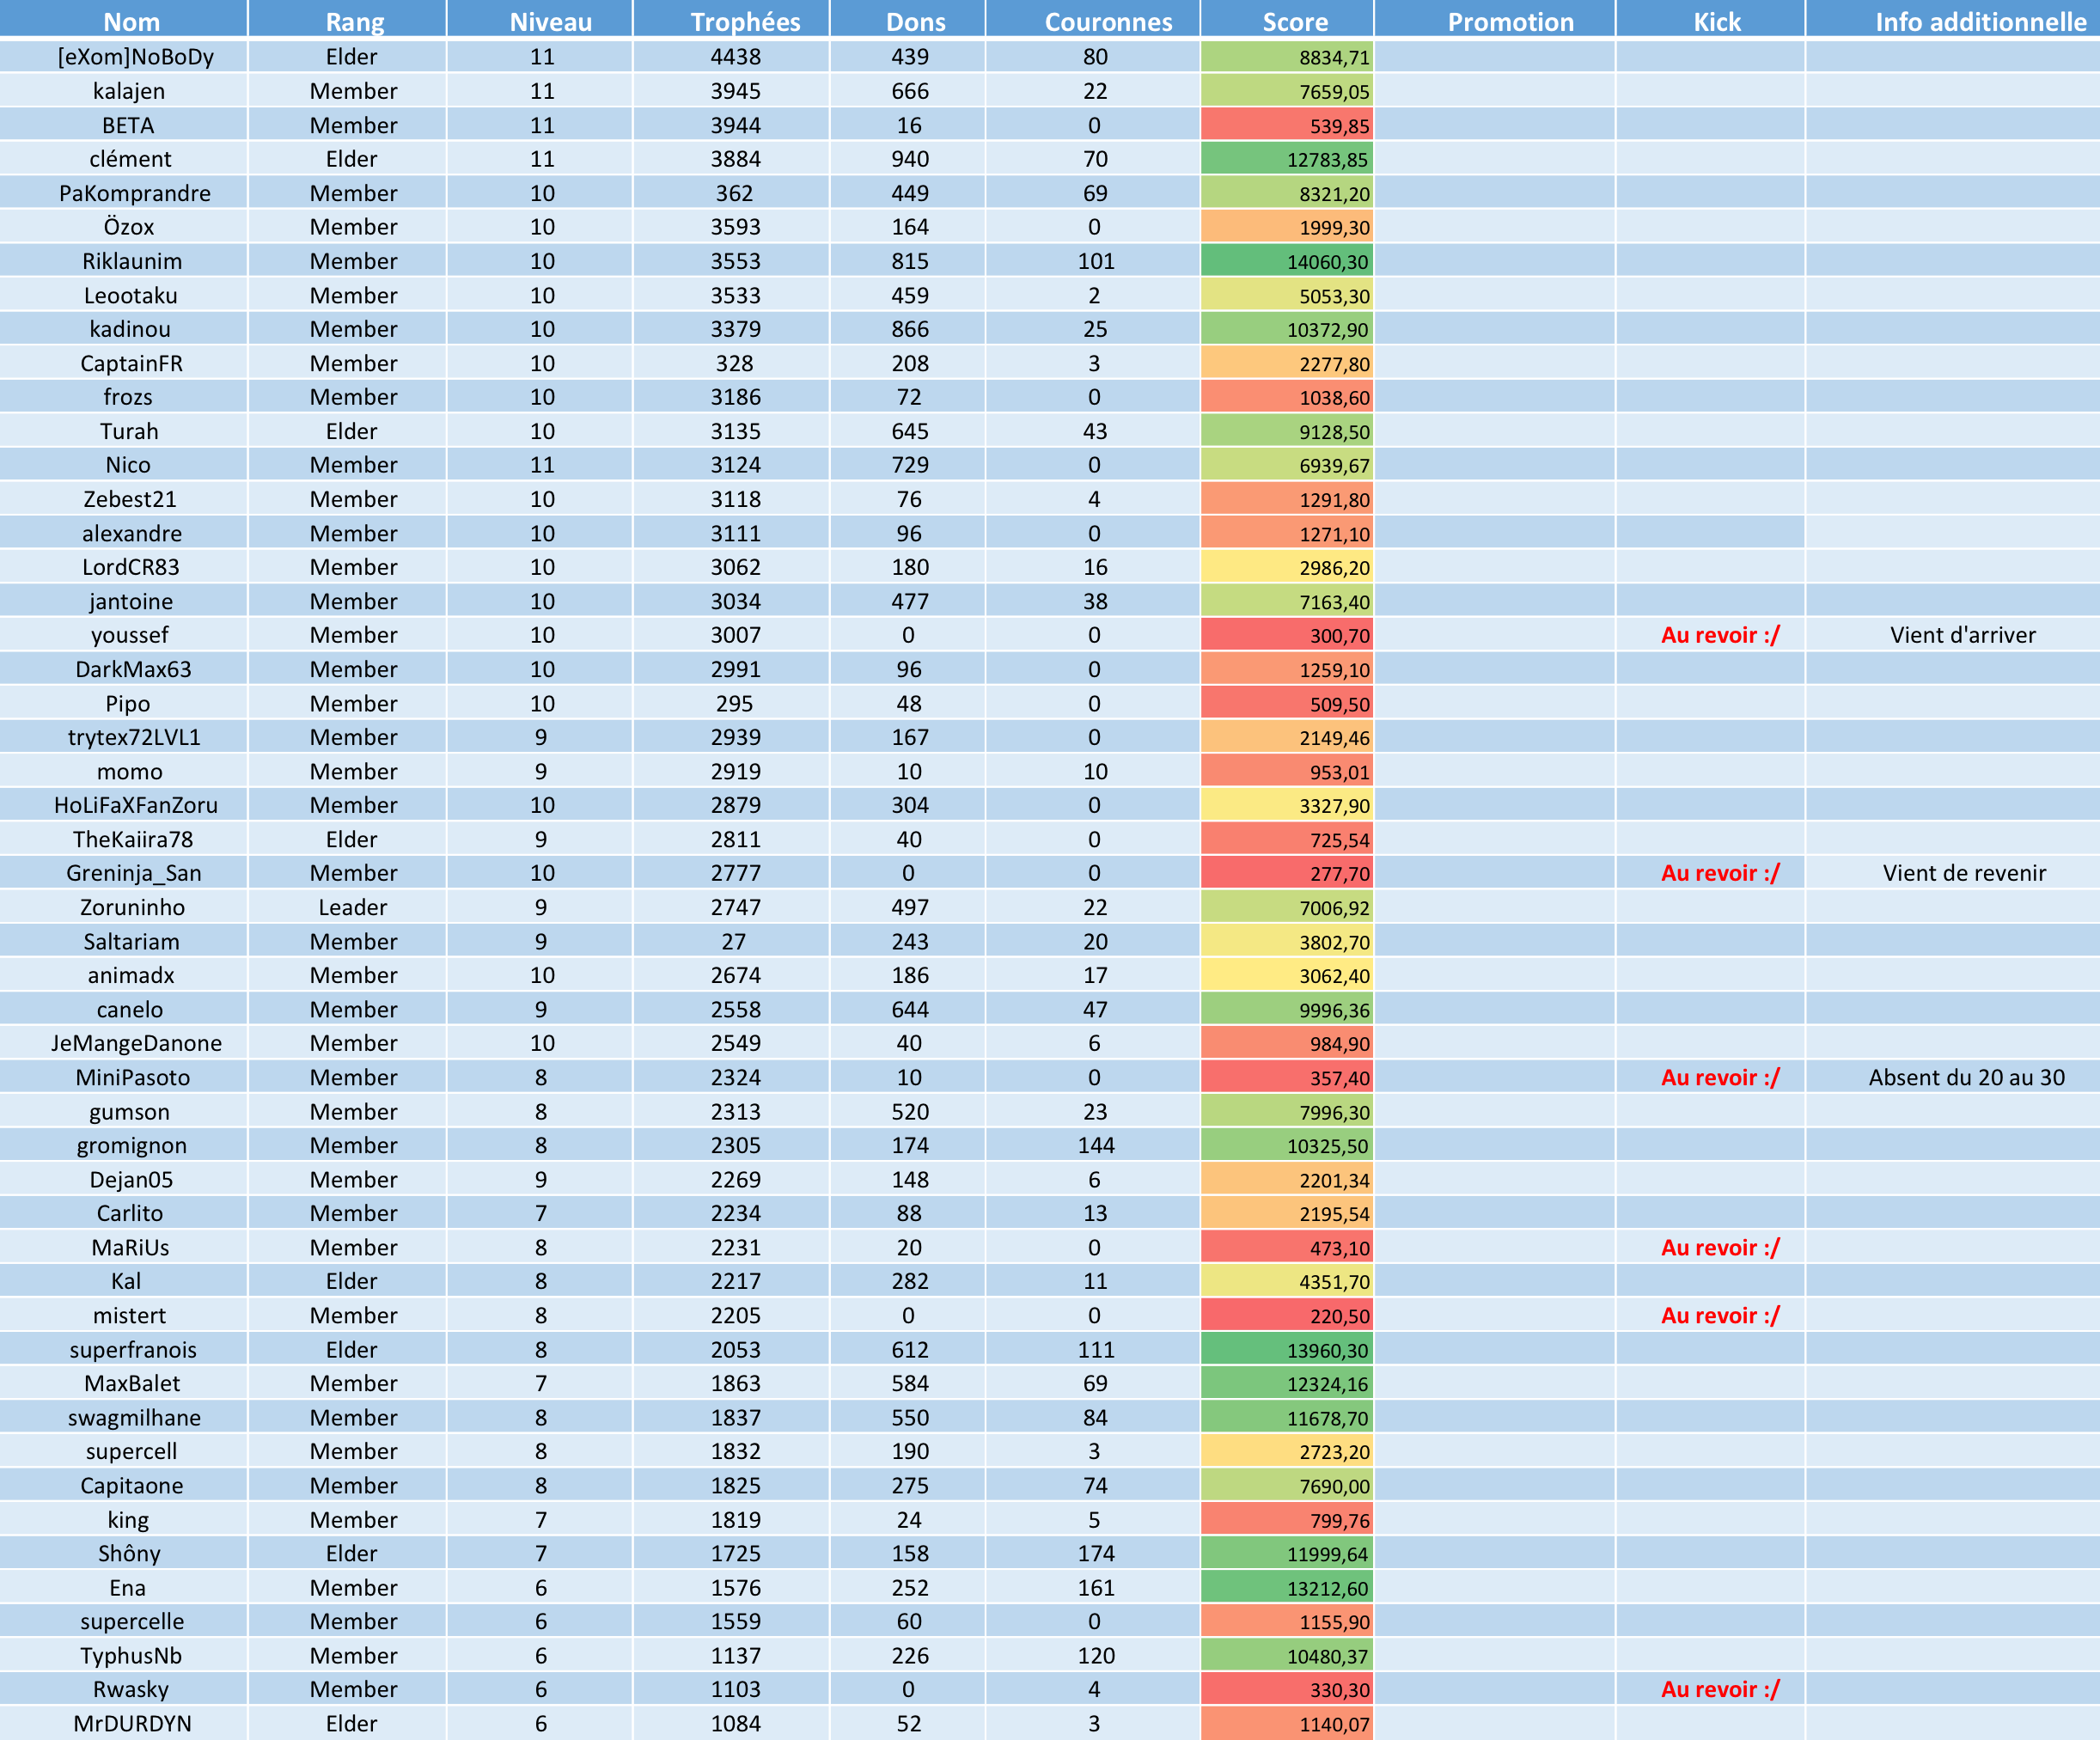 Nom Rang Niveau Trophées Dons Couronnes Score Promotion Kick Info additionnelle
[eXom]NoBoDy Elder 11 4438 439 80 8834,71
kalajen Member 11 3945 666 22 7659,05
BETA Member 11 3944 16 0 539,85
clément Elder 11 3884 940 70 12783,85
PaKomprandre Member 10 362 449 69 8321,20
Özox Member 10 3593 164 0 1999,30
Riklaunim Member 10 3553 815 101 14060,30
Leootaku Member 10 3533 459 2 5053,30
kadinou Member 10 3379 866 25 10372,90
CaptainFR Member 10 328 208 3 2277,80
frozs Member 10 3186 72 0 1038,60
Turah Elder 10 3135 645 43 9128,50
Nico Member 11 3124 729 0 6939,67
Zebest21 Member 10 3118 76 4 1291,80
alexandre Member 10 3111 96 0 1271,10
LordCR83 Member 10 3062 180 16 2986,20
jantoine Member 10 3034 477 38 7163,40
youssef Member 10 3007 0 0 300,70 Au revoir :/ Vient d'arriver
DarkMax63 Member 10 2991 96 0 1259,10
Pipo Member 10 295 48 0 509,50
trytex72LVL1 Member 9 2939 167 0 2149,46
momo Member 9 2919 10 10 953,01
HoLiFaXFanZoru Member 10 2879 304 0 3327,90
TheKaiira78 Elder 9 2811 40 0 725,54
Greninja_San Member 10 2777 0 0 277,70 Au revoir :/ Vient de revenir
Zoruninho Leader 9 2747 497 22 7006,92
Saltariam Member 9 27 243 20 3802,70
animadx Member 10 2674 186 17 3062,40
canelo Member 9 2558 644 47 9996,36
JeMangeDanone Member 10 2549 40 6 984,90
MiniPasoto Member 8 2324 10 0 357,40 Au revoir :/ Absent du 20 au 30
gumson Member 8 2313 520 23 7996,30
gromignon Member 8 2305 174 144 10325,50
Dejan05 Member 9 2269 148 6 2201,34
Carlito Member 7 2234 88 13 2195,54
MaRiUs Member 8 2231 20 0 473,10 Au revoir :/
Kal Elder 8 2217 282 11 4351,70
mistert Member 8 2205 0 0 220,50 Au revoir :/
superfranois Elder 8 2053 612 111 13960,30
MaxBalet Member 7 1863 584 69 12324,16
swagmilhane Member 8 1837 550 84 11678,70
supercell Member 8 1832 190 3 2723,20
Capitaone Member 8 1825 275 74 7690,00
king Member 7 1819 24 5 799,76
Shôny Elder 7 1725 158 174 11999,64
Ena Member 6 1576 252 161 13212,60
supercelle Member 6 1559 60 0 1155,90
TyphusNb Member 6 1137 226 120 10480,37
Rwasky Member 6 1103 0 4 330,30 Au revoir :/
MrDURDYN Elder 6 1084 52 3 1140,07